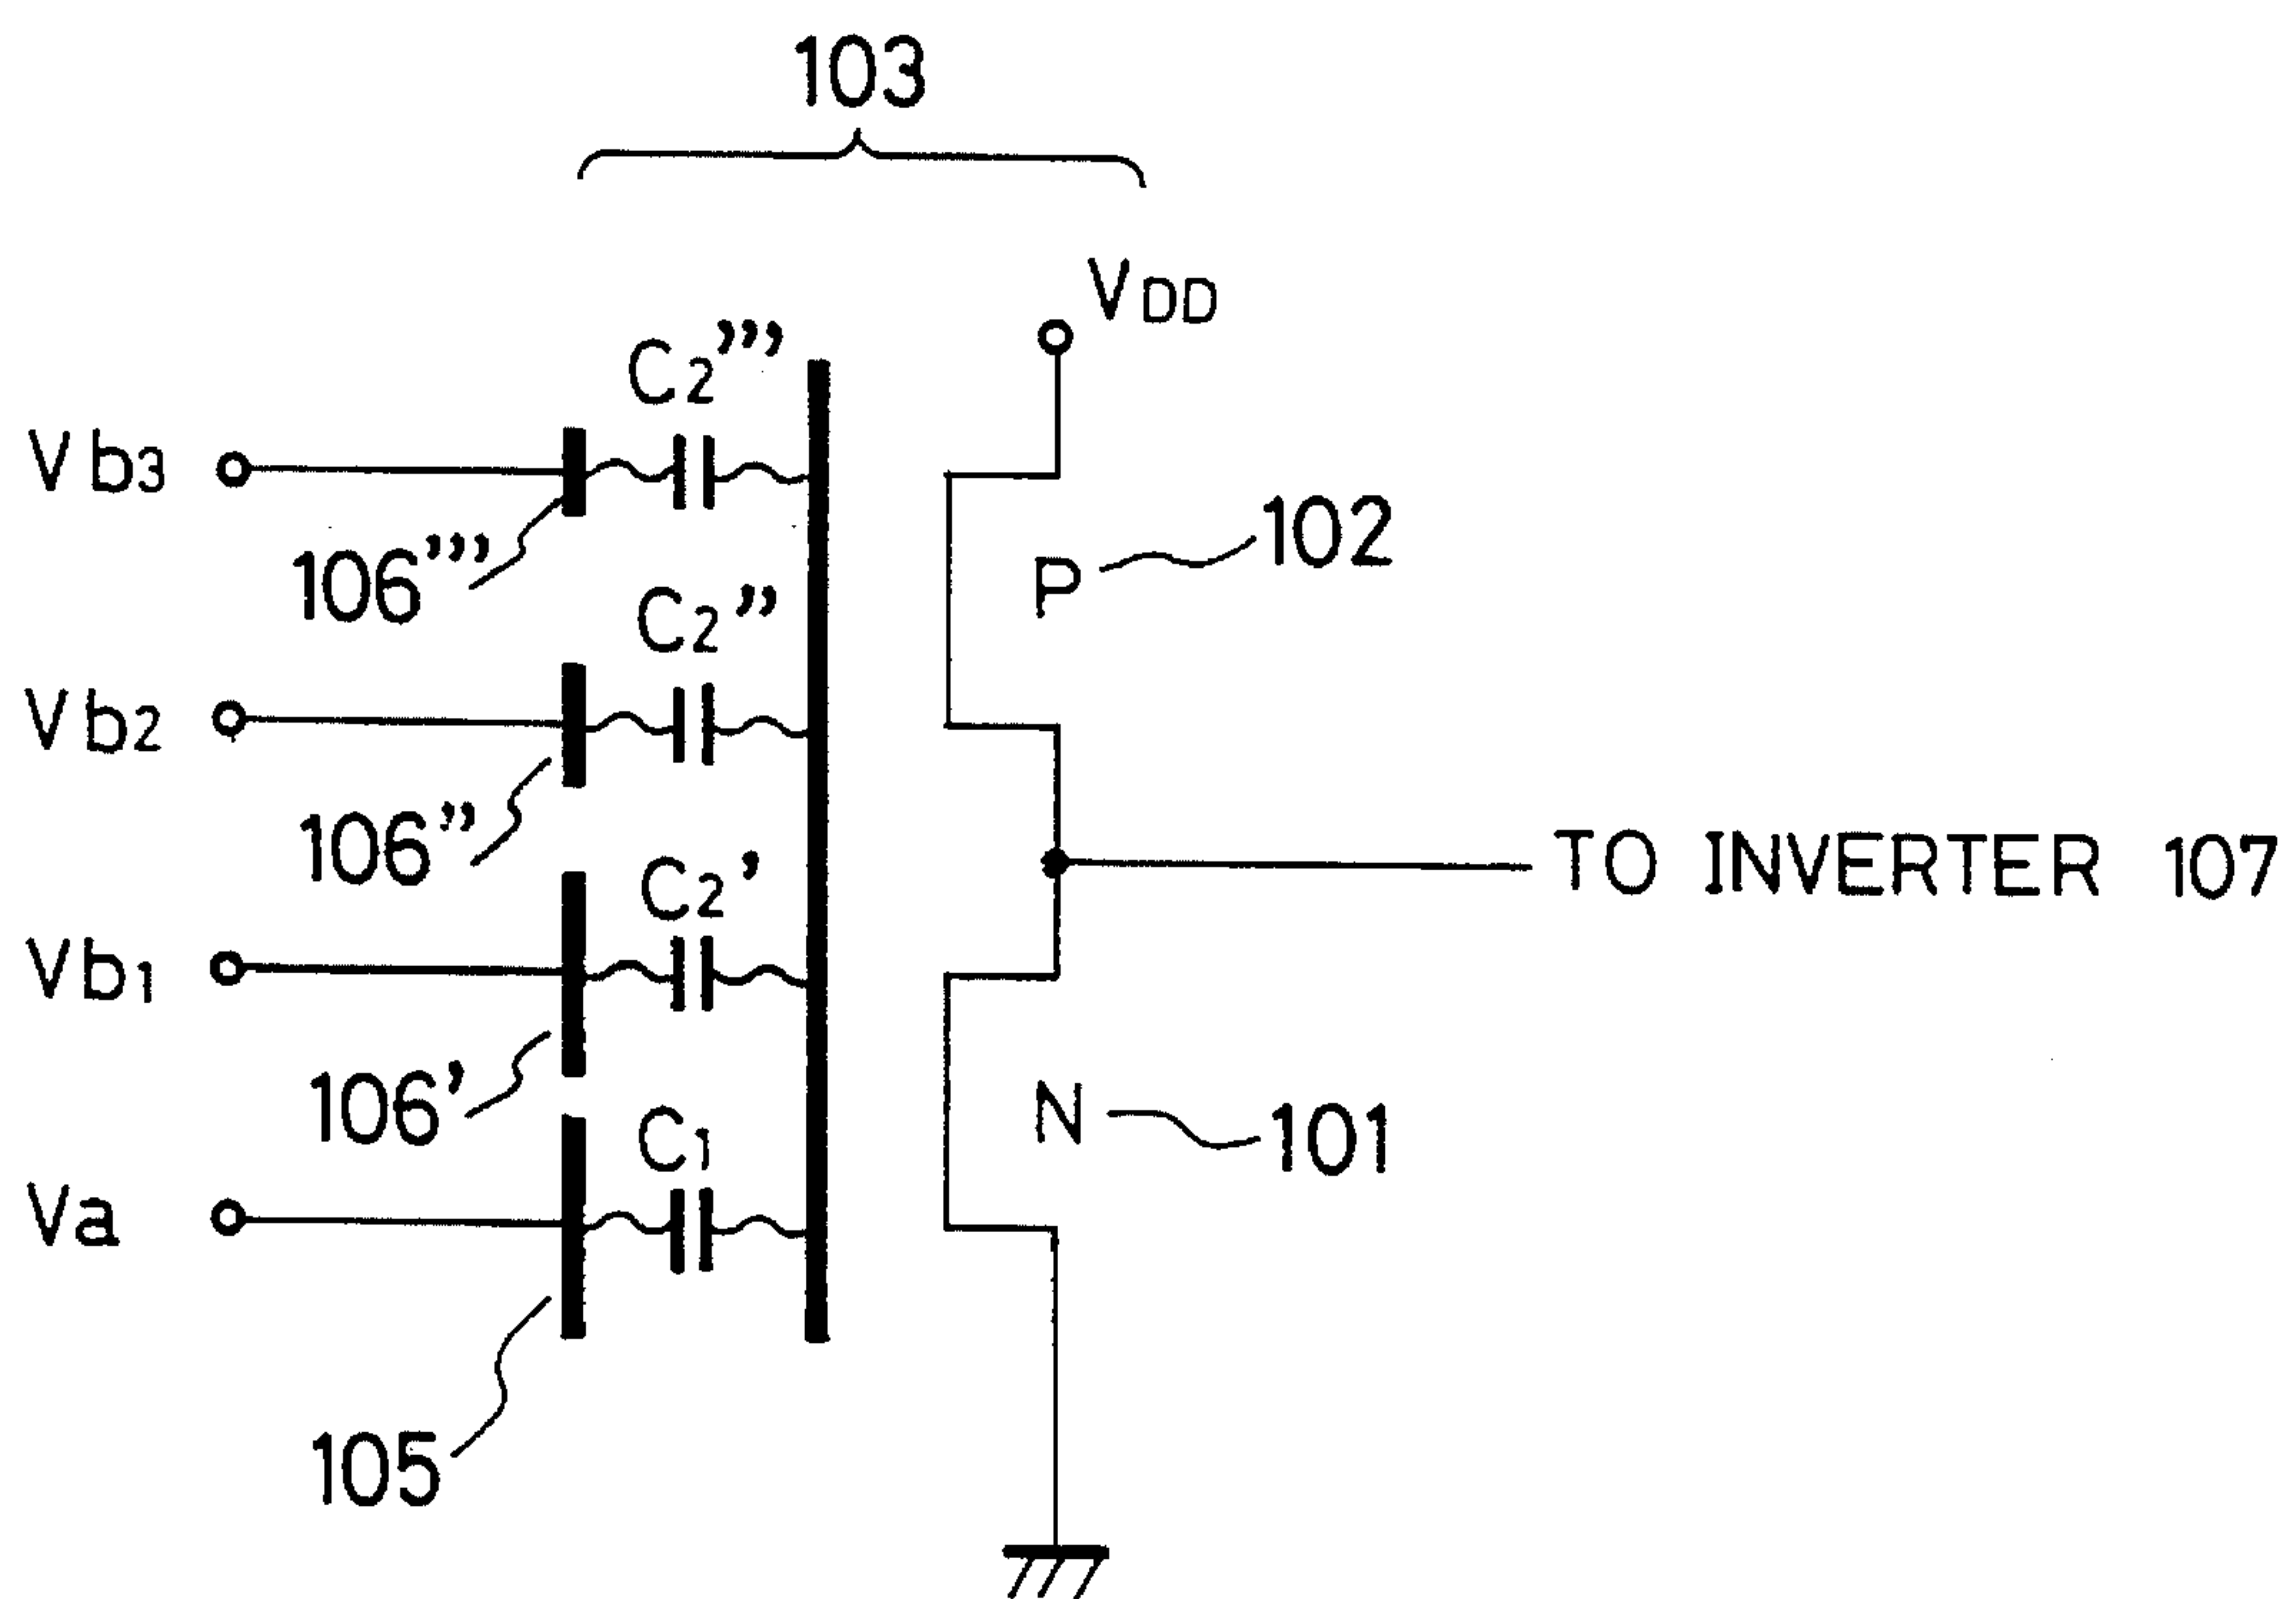 103
VDD
C2”’
Vb3
102
106”’
P
C2”
Vb2
106”
TO INVERTER 107
C2’
Vb1
106’
N
101
C1
Va
105